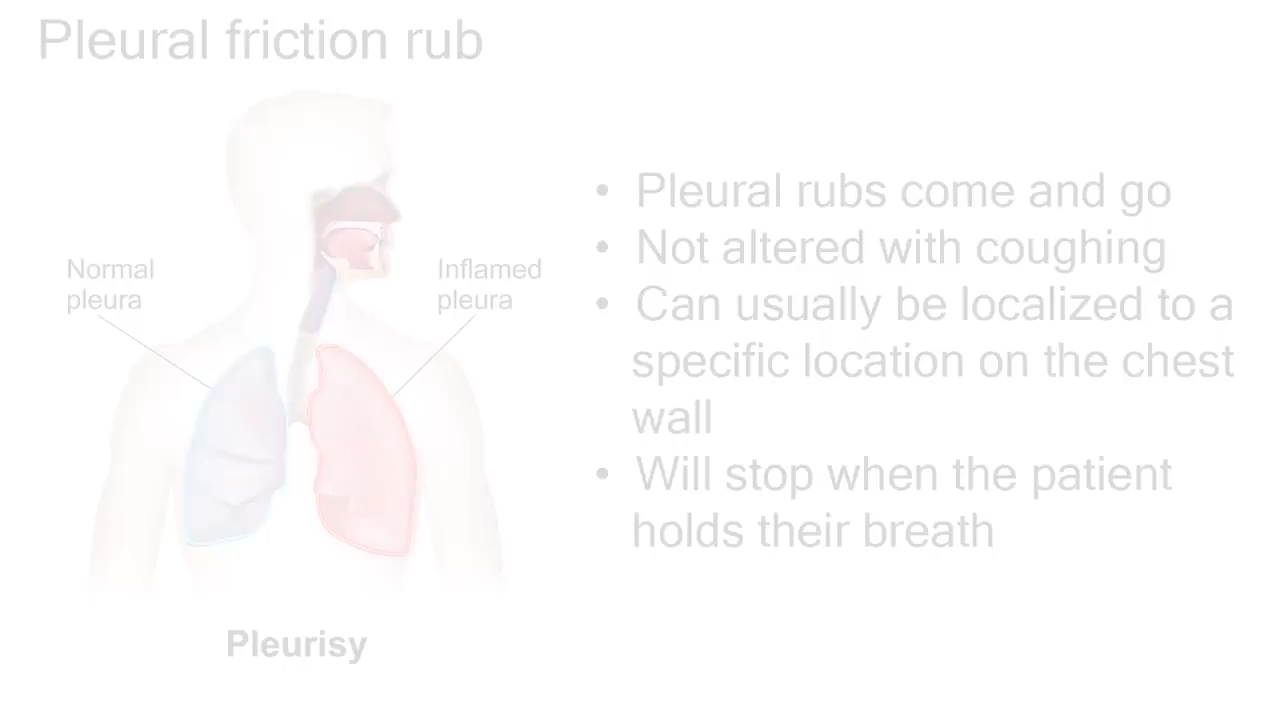 Pleural friction rub
Normal
pleura
Inflamed
pleura
Pleurisy
• Pleural rubs come and go
• Not altered with coughing
• Can usually be localized to a
specific location on the chest
wall
• Will stop when the patient
holds their breath